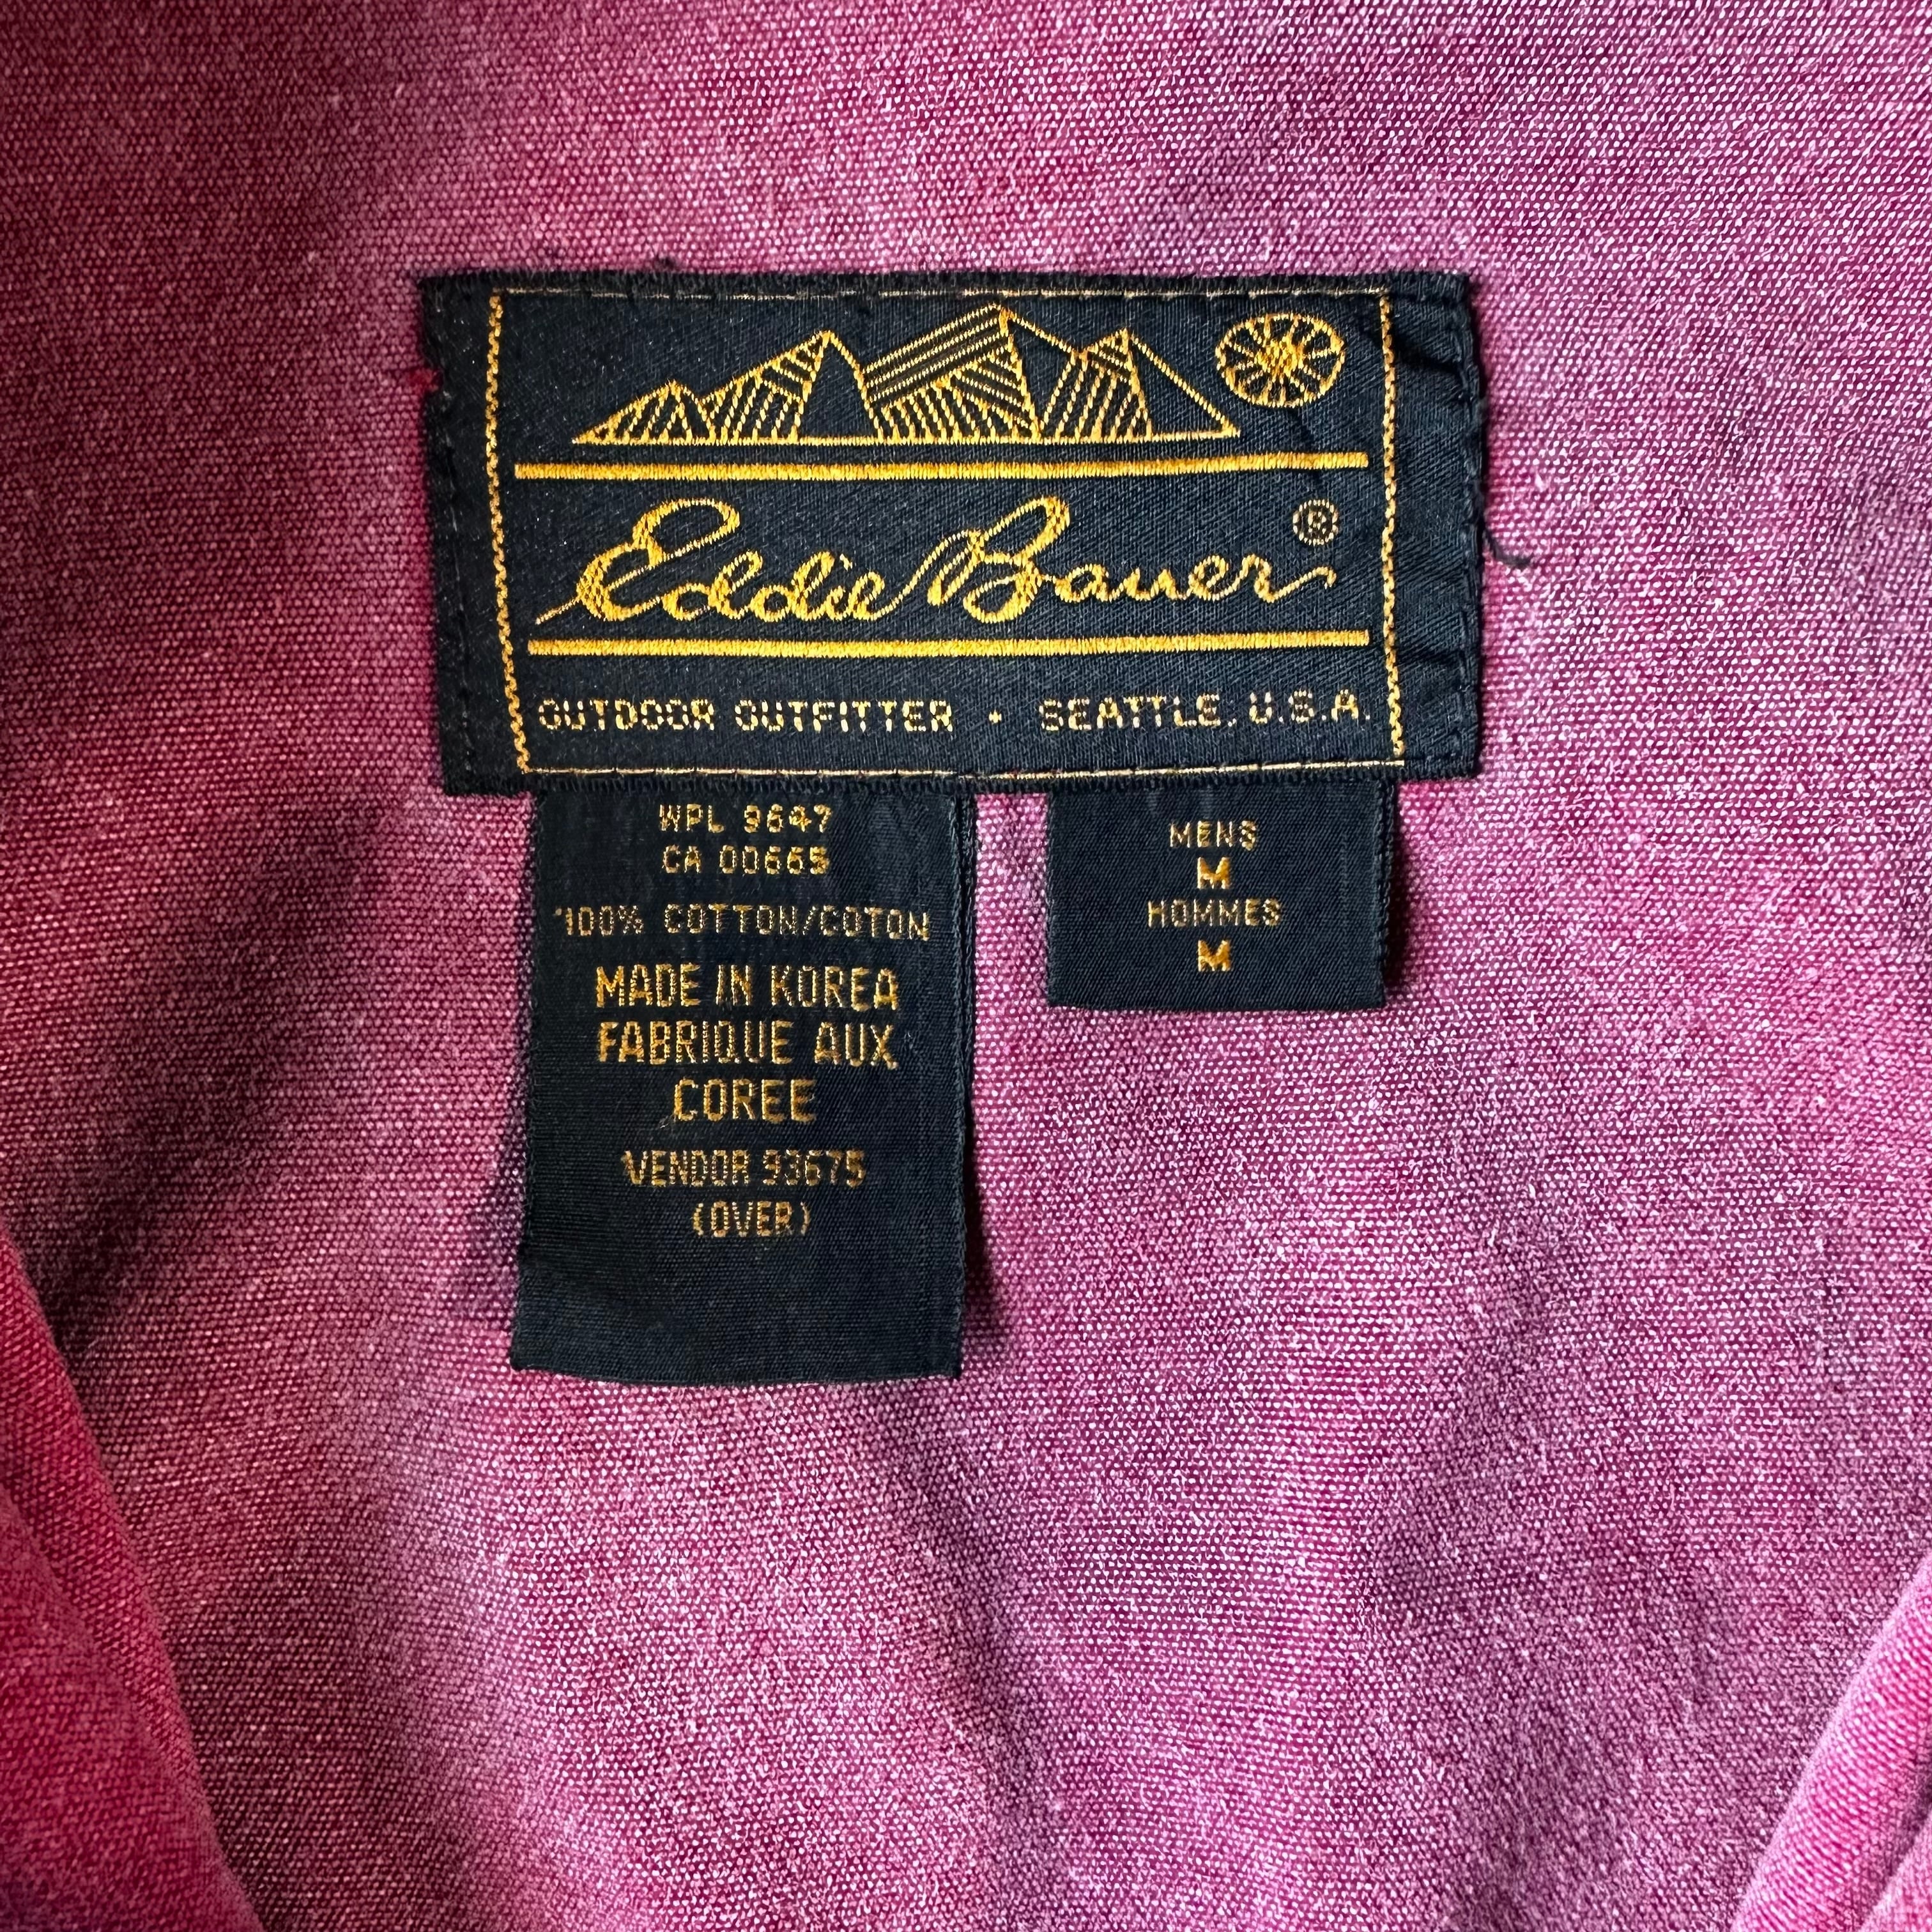 Eddie Bauer®
OUTDOOR OUTFITTER • SEATTLE, U.S.A.
WPL 9647
CA 00665
100% COTTON/COTON
MADE IN KOREA
FABRIQUE AUX
COREE
VENDOR 93675
(OVER)
MENS
M
HOMMES
M